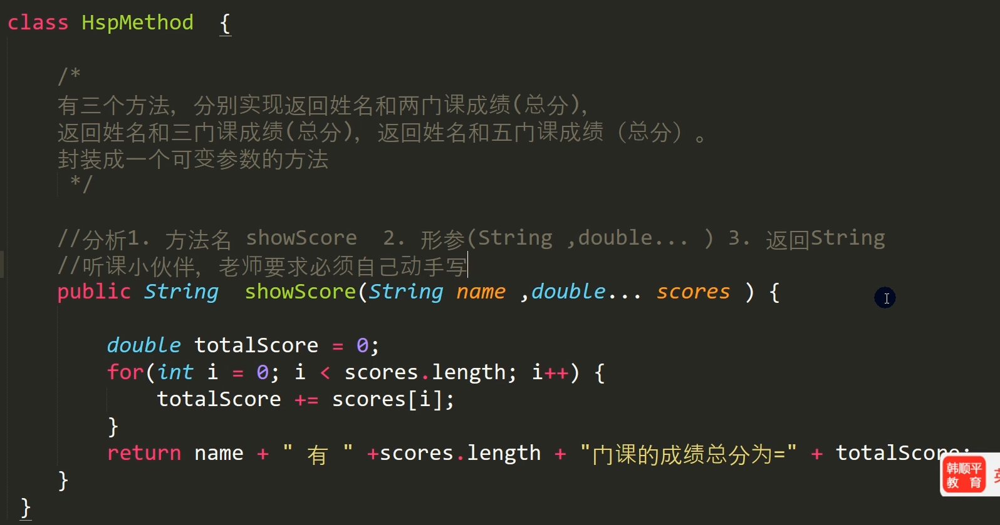 class HspMethod  {
/*
有三个方法, 分别实现返回姓名和两门课成绩(总分),
返回姓名和三门课成绩(总分), 返回姓名和五门课成绩（总分）。
封装成一个可变参数的方法
*/
//分析1. 方法名 showScore  2. 形参(String ,double... ) 3. 返回String
//听课小伙伴, 老师要求必须自己动手写
public String  showScore(String name ,double... scores ) {
double totalScore = 0;
for(int i = 0; i < scores.length; i++) {
totalScore += scores[i];
}
return name + " 有 " +scores.length + "门课的成绩总分为=" + totalScore;
}
}
韩顺平
教 育
英